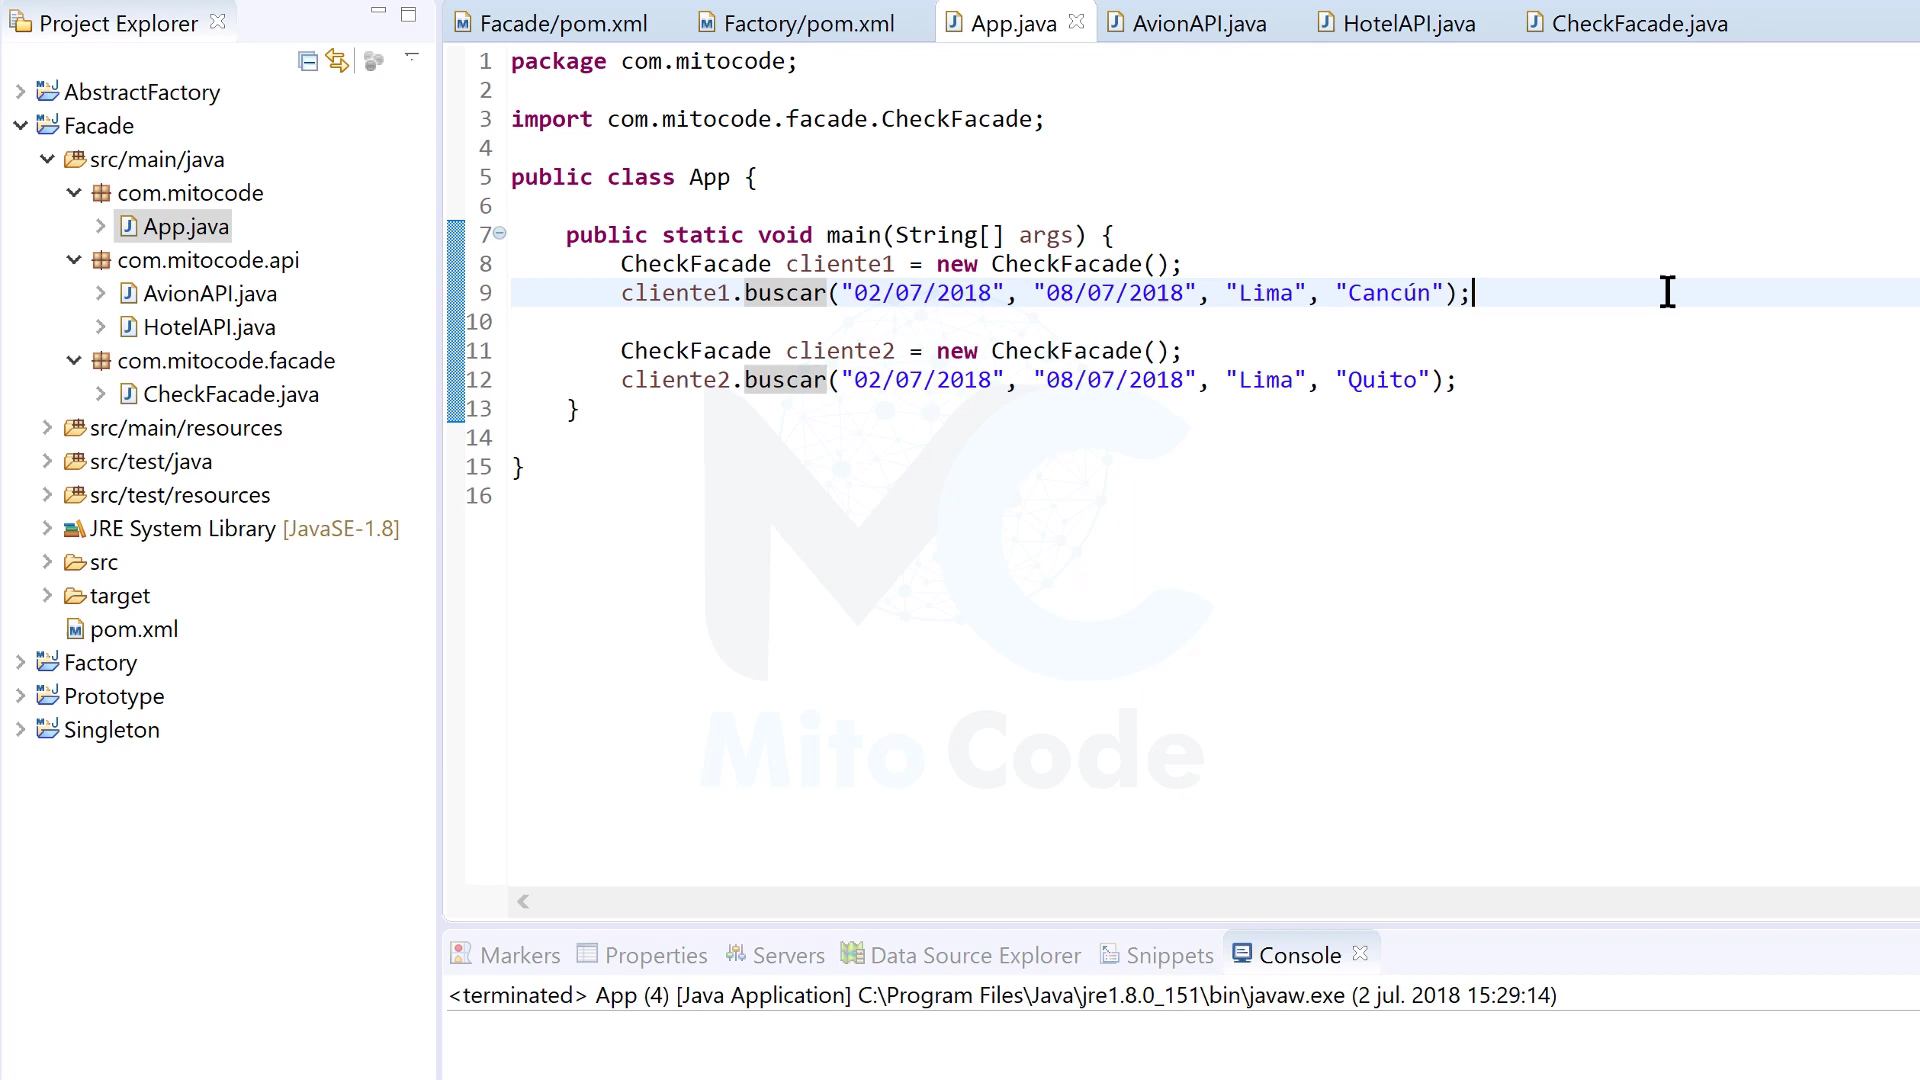 Project Explorer
AbstractFactory
Facade
src/main/java
com.mitocode
App.java
com.mitocode.api
AvionAPI.java
HotelAPI.java
com.mitocode.facade
CheckFacade.java
src/main/resources
src/test/java
src/test/resources
JRE System Library [JavaSE-1.8]
src
target
pom.xml
Factory
Prototype
Singleton
Facade/pom.xml Factory/pom.xml App.java AvionAPI.java HotelAPI.java CheckFacade.java
1 package com.mitocode;
2
3 import com.mitocode.facade.CheckFacade;
4
5 public class App {
6
7 public static void main(String[] args) {
8 CheckFacade cliente1 = new CheckFacade();
9 cliente1.buscar("02/07/2018", "08/07/2018", "Lima", "Cancún");
10
11 CheckFacade cliente2 = new CheckFacade();
12 cliente2.buscar("02/07/2018", "08/07/2018", "Lima", "Quito");
13 }
14
15 }
16
MC
Mito Code
Markers Properties Servers Data Source Explorer Snippets Console
<terminated> App (4) [Java Application] C:\Program Files\Java\jre1.8.0_151\bin\javaw.exe (2 jul. 2018 15:29:14)